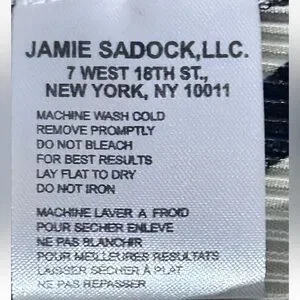 JAMIE SADOCK,LLC.
7 WEST 18TH ST.,
NEW YORK, NY 10011
MACHINE WASH COLD
REMOVE PROMPTLY
DO NOT BLEACH
FOR BEST RESULTS
LAY FLAT TO DRY
DO NOT IRON
MACHINE LAVER A FROID
POUR SECHER ENLEVE
NE PAS BLANCHIR
POUR MEILLEURES RESULTATS
LAISSER SECHER À PLAT
NE PAS REPASSER